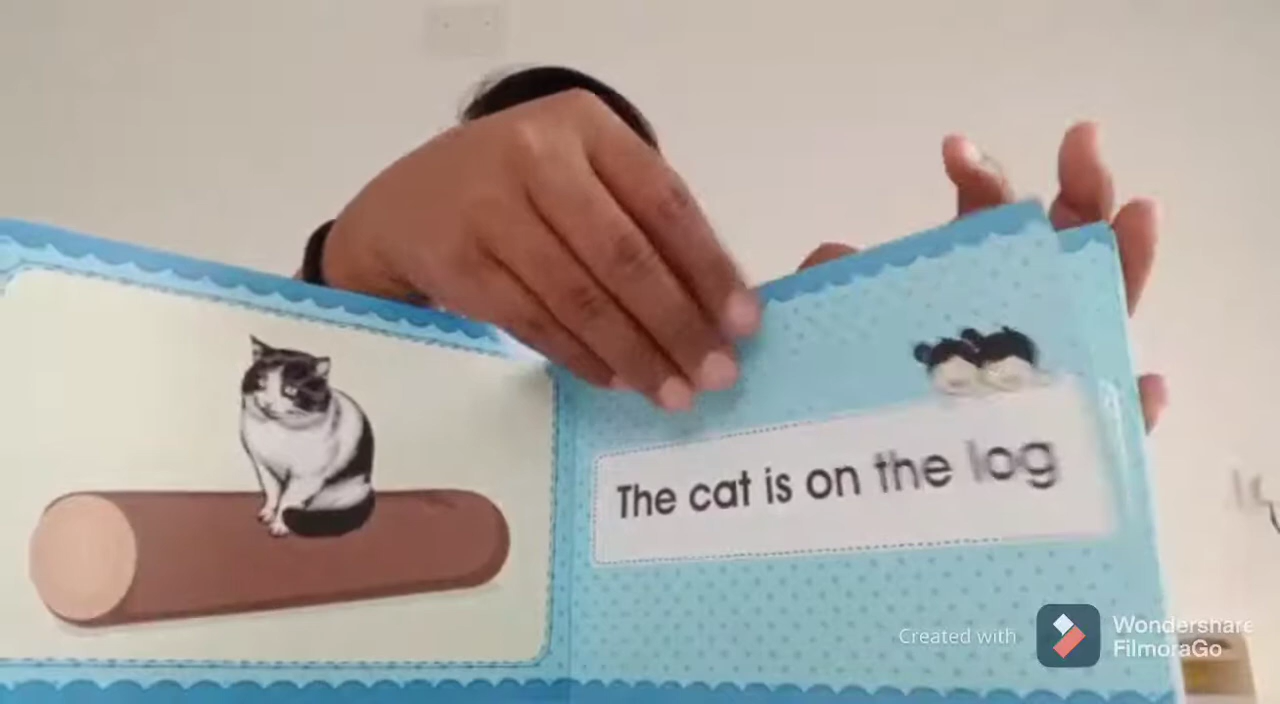 The cat is on the log
Created with
Wondershare
FilmoraGo